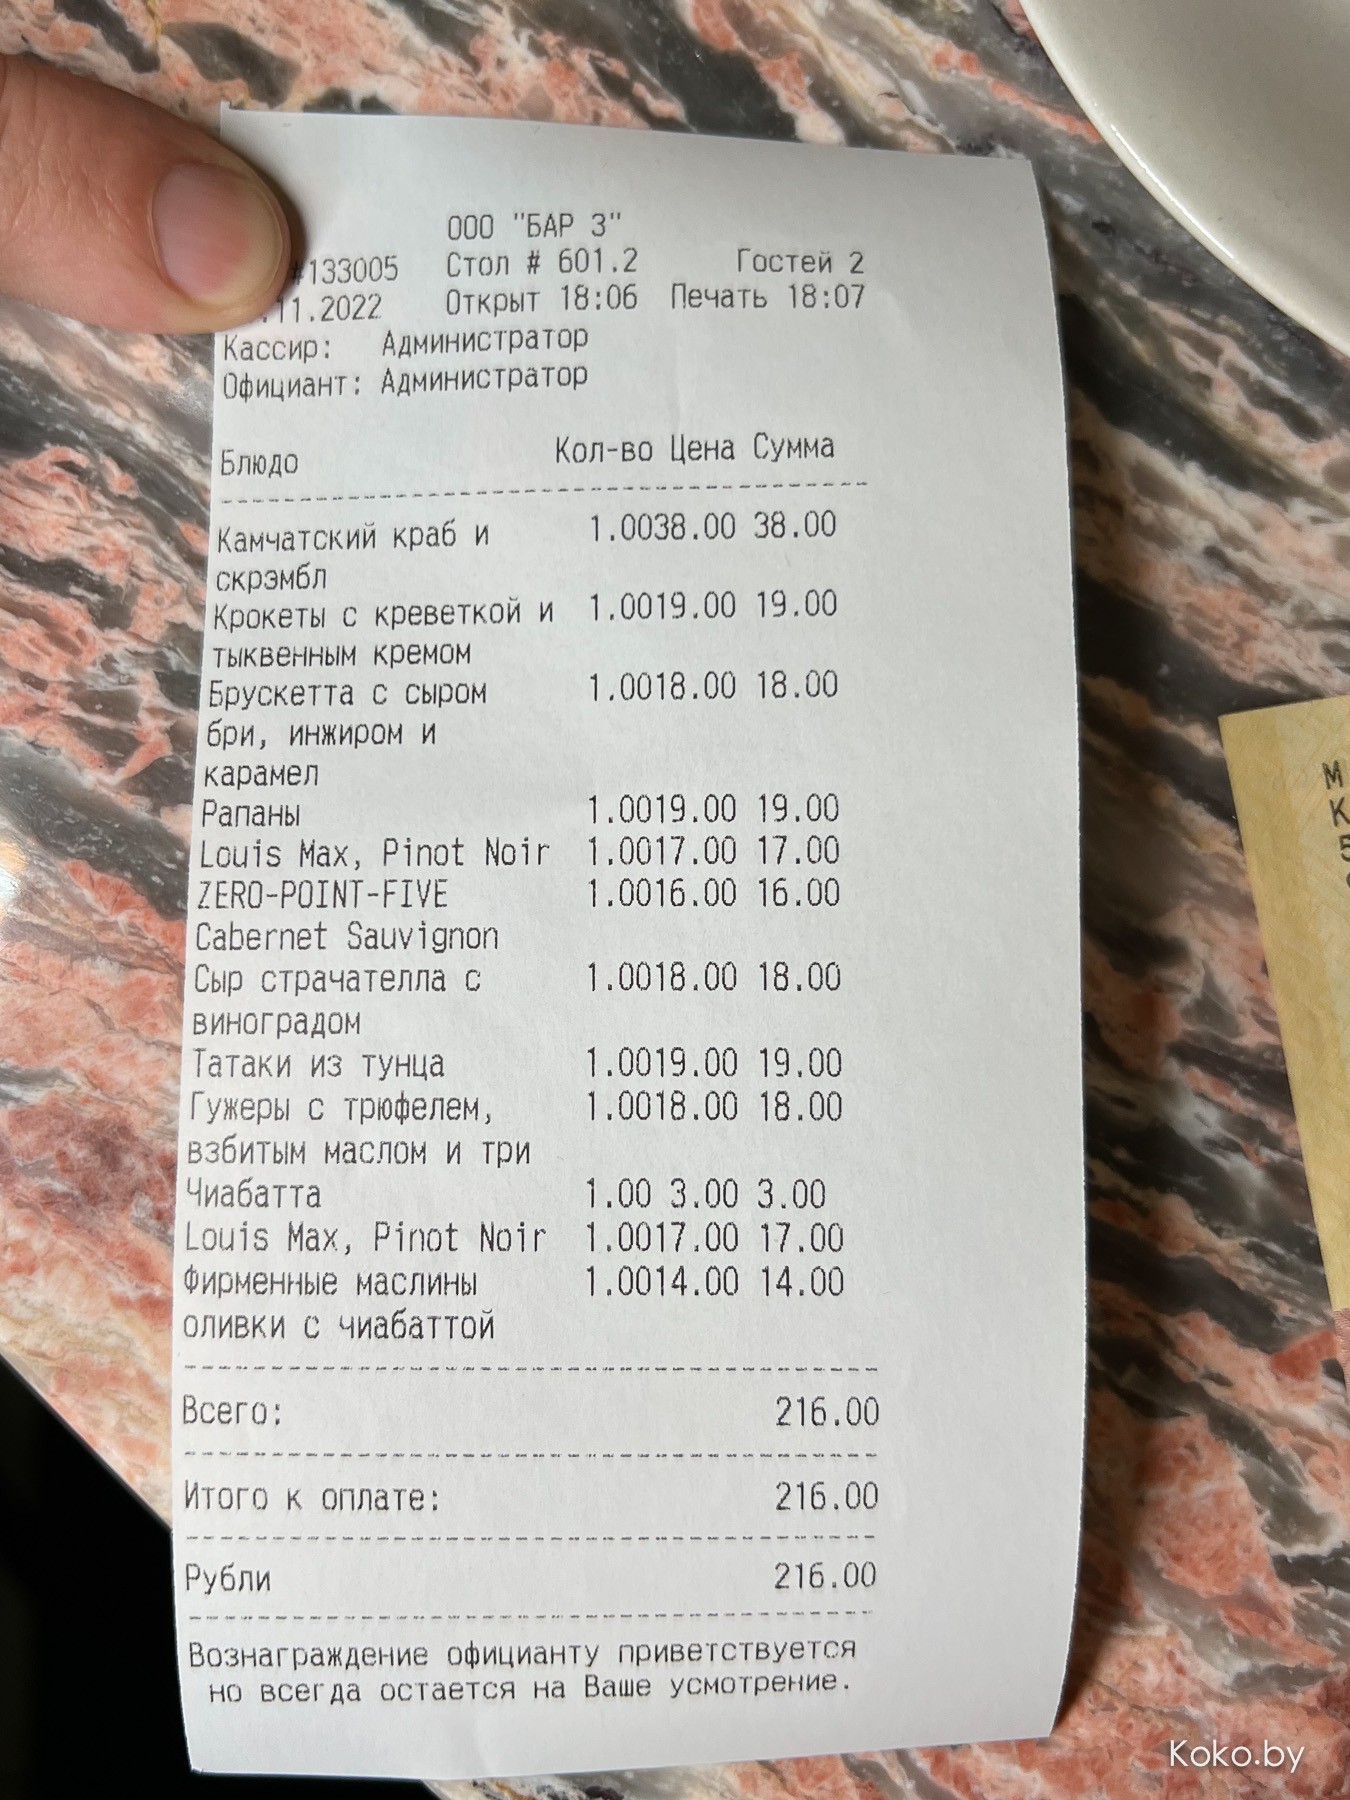 ООО "БАР 3"
#133005 Стол # 601.2 Гостей 2
.11.2022 Открыт 18:06 Печать 18:07
Кассир: Администратор
Официант: Администратор
Блюдо Кол-во Цена Сумма
Камчатский краб и 1.0038.00 38.00
скрэмбл
Крокеты с креветкой и 1.0019.00 19.00
тыквенным кремом
Брускетта с сыром 1.0018.00 18.00
бри, инжиром и
карамел
Рапаны 1.0019.00 19.00
Louis Max, Pinot Noir 1.0017.00 17.00
ZERO-POINT-FIVE 1.0016.00 16.00
Cabernet Sauvignon
Сыр страчателла с 1.0018.00 18.00
виноградом
Татаки из тунца 1.0019.00 19.00
Гужеры с трюфелем, 1.0018.00 18.00
взбитым маслом и три
Чиабатта 1.00 3.00 3.00
Louis Max, Pinot Noir 1.0017.00 17.00
Фирменные маслины 1.0014.00 14.00
оливки с чиабаттой
Всего: 216.00
Итого к оплате: 216.00
Рубли 216.00
Вознаграждение официанту приветствуется
но всегда остается на Ваше усмотрение.
М
К
5
Koko.by